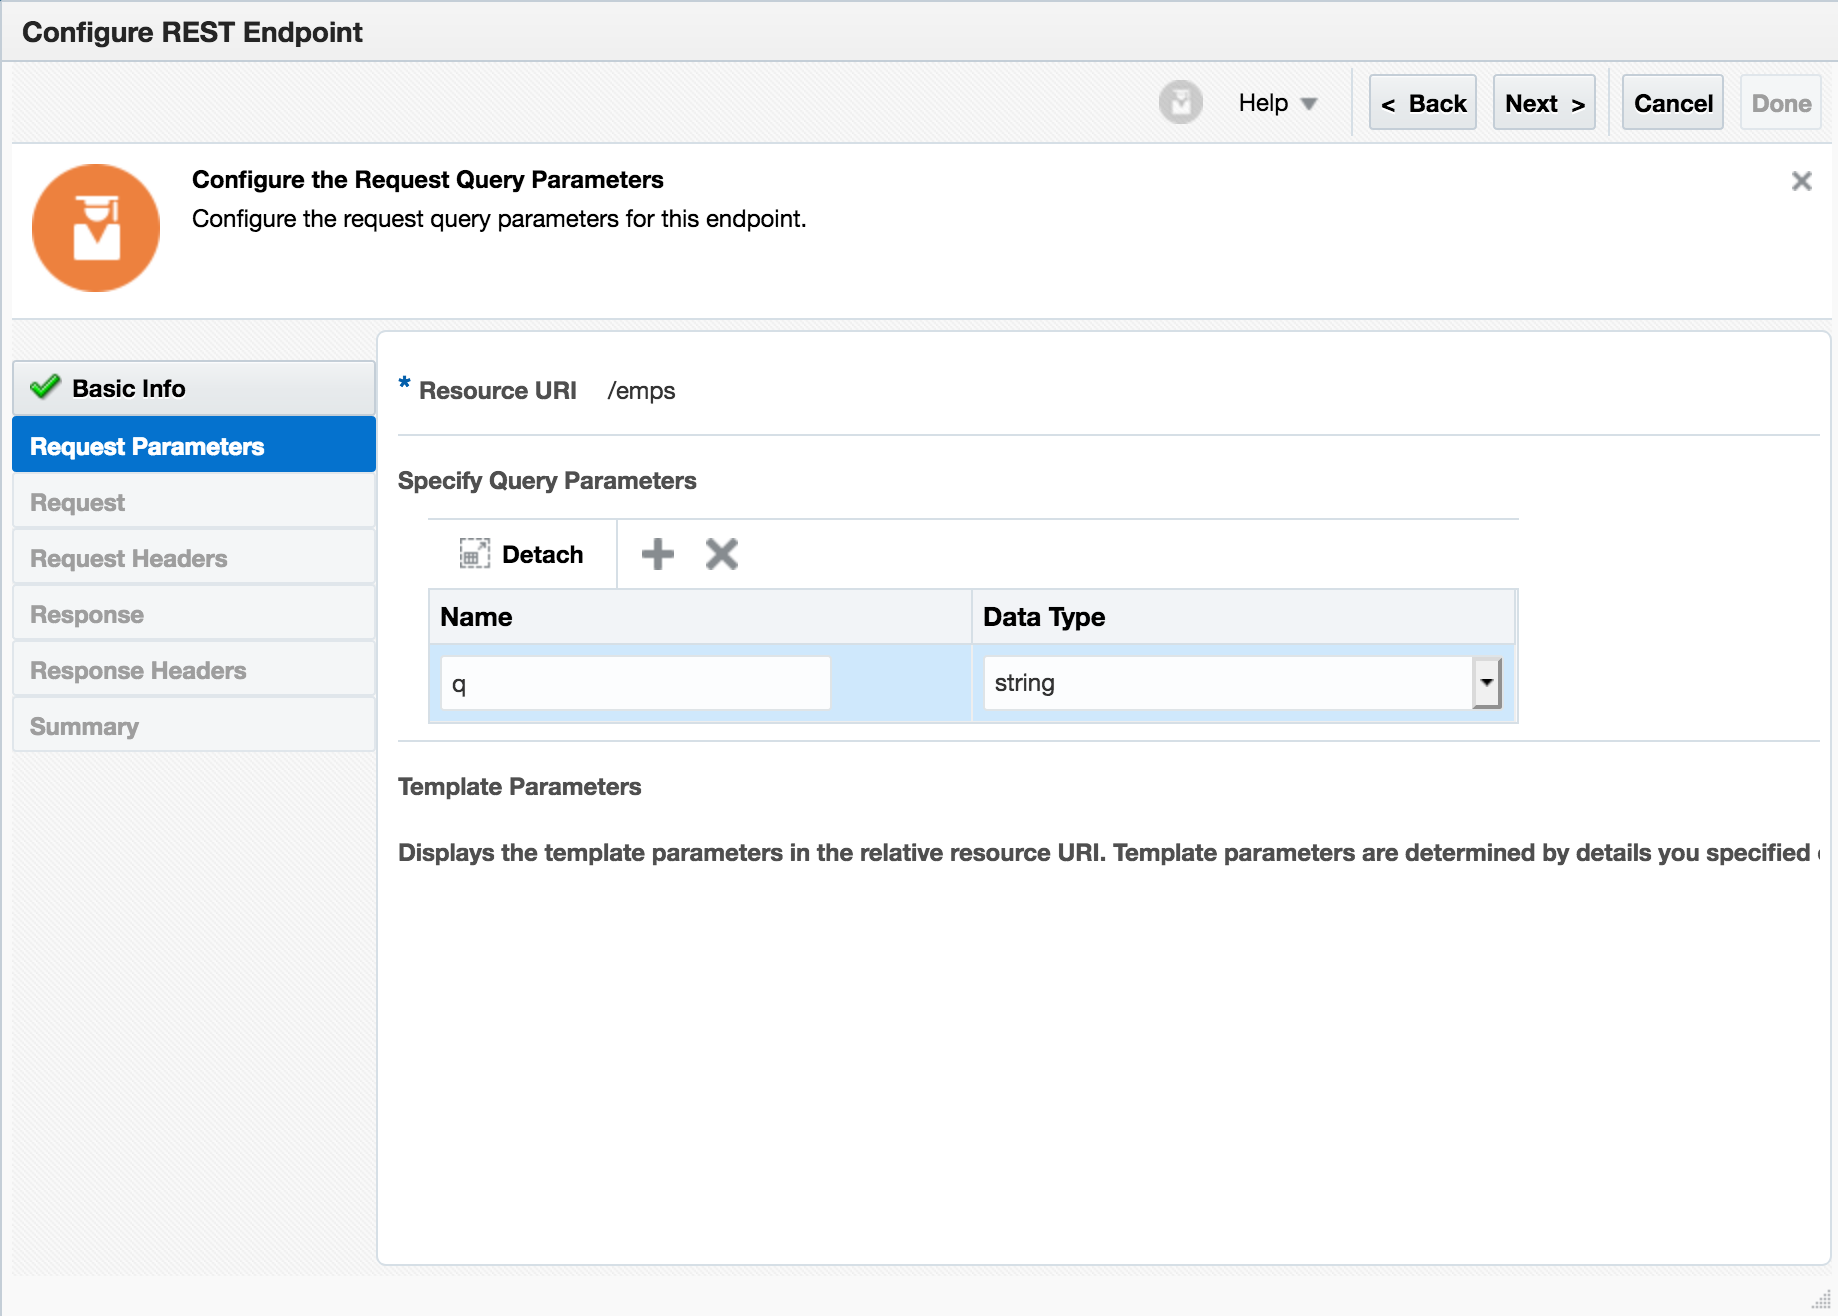 Configure REST Endpoint
Help
< Back
Next >
Cancel
Done
Configure the Request Query Parameters
Configure the request query parameters for this endpoint.
Basic Info
Request Parameters
Request
Request Headers
Response
Response Headers
Summary
* Resource URI /emps
Specify Query Parameters
Detach
Name Data Type
q string
Template Parameters
Displays the template parameters in the relative resource URI. Template parameters are determined by details you specified